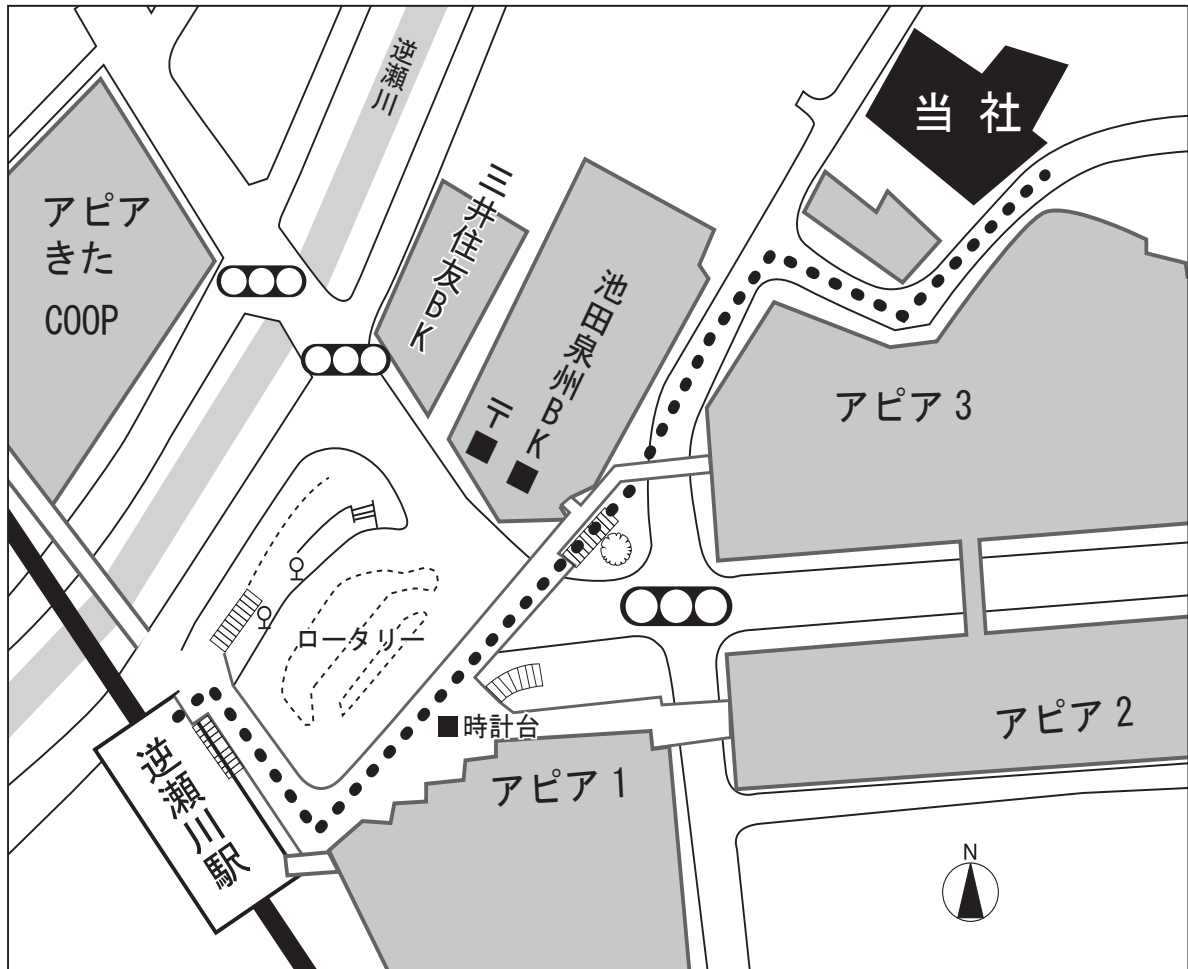 逆瀬川
当社
アピア
きた
COOP
三井住友BK
池田泉州BK
〒
アピア3
ロータリー
時計台
アピア2
アピア1
逆瀬川駅
N